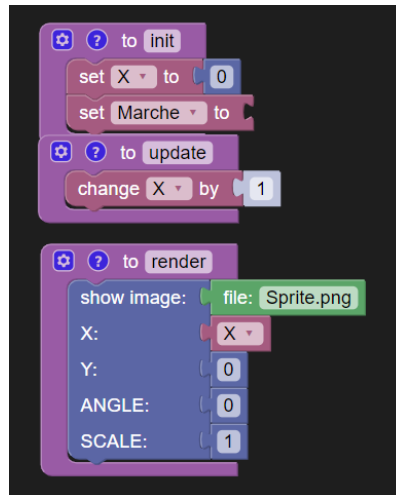 ? to init
set X to 0
set Marche to
? to update
change X by 1
? to render
show image: file: Sprite.png
X: X
Y: 0
ANGLE: 0
SCALE: 1